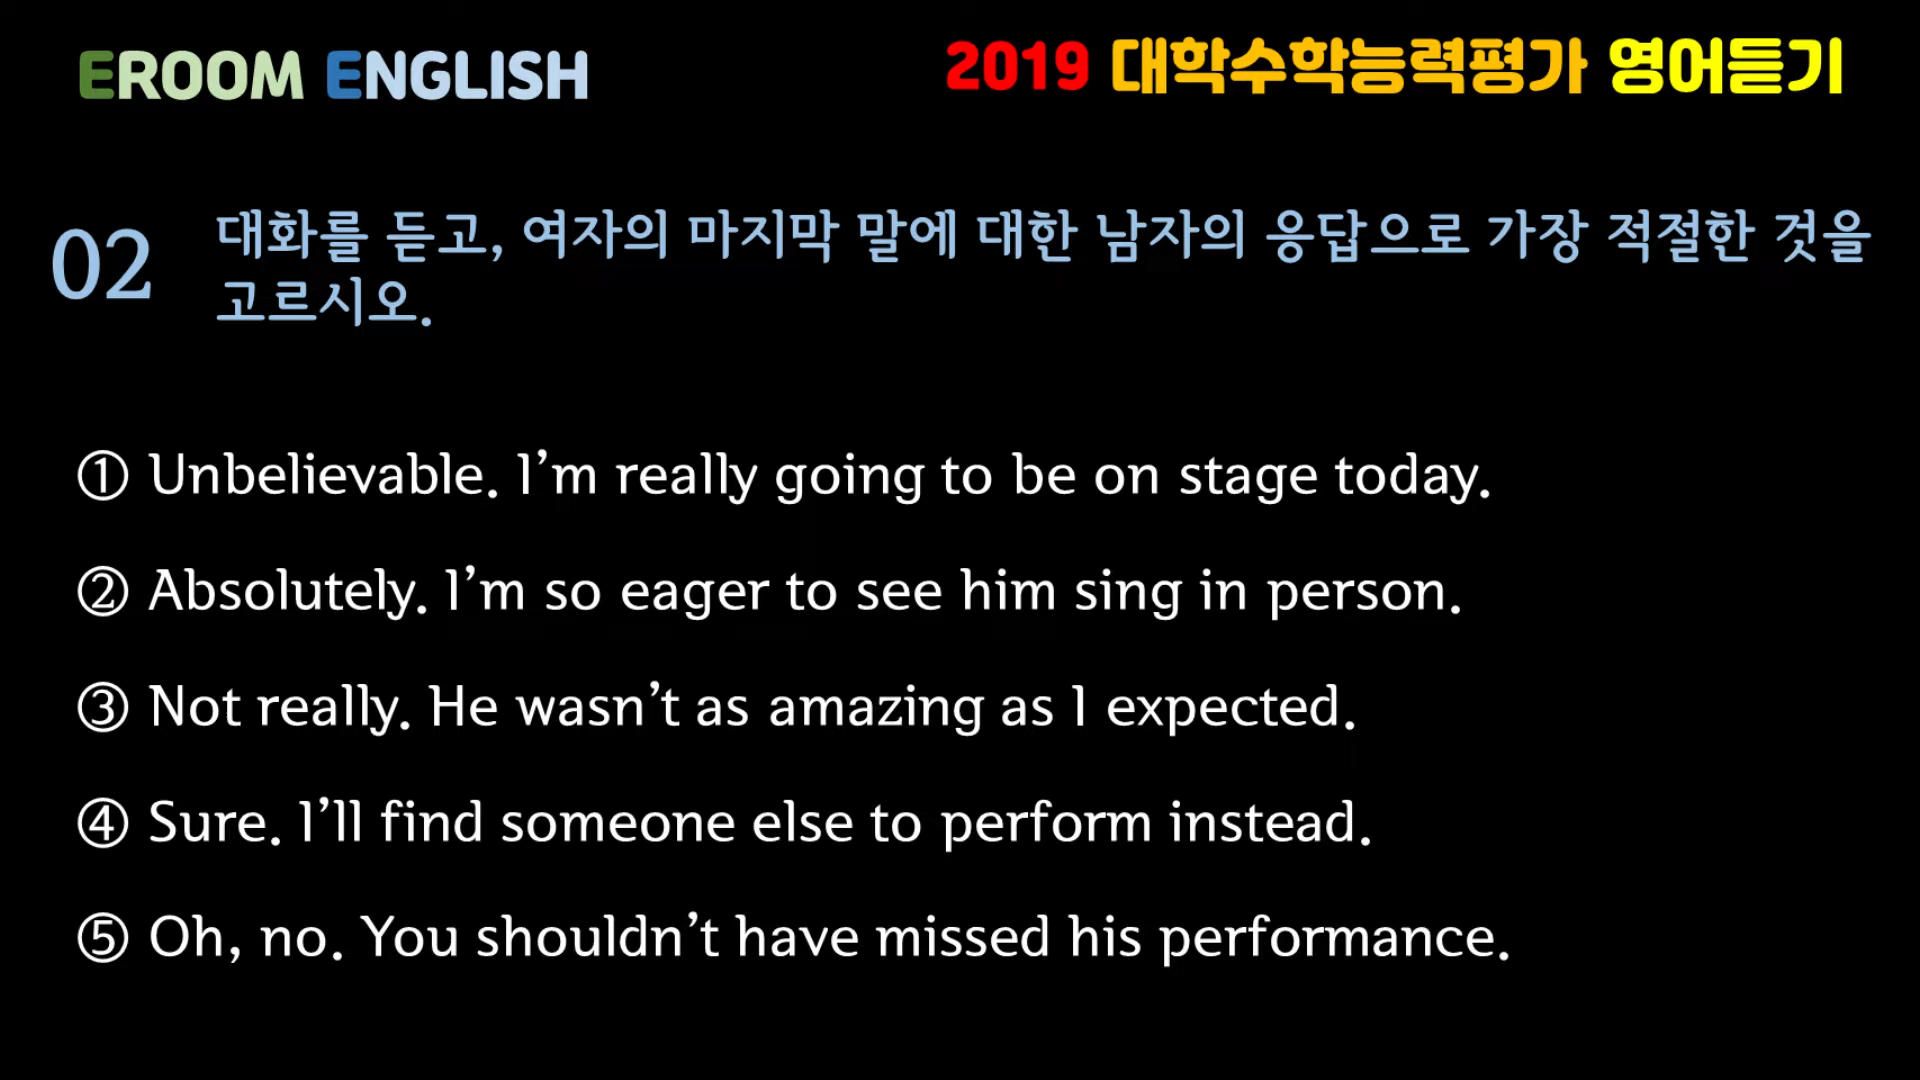 EROOM ENGLISH
2019 대학수학능력평가 영어듣기
02
대화를 듣고, 여자의 마지막 말에 대한 남자의 응답으로 가장 적절한 것을
고르시오.
① Unbelievable. I’m really going to be on stage today.
② Absolutely. I’m so eager to see him sing in person.
③ Not really. He wasn’t as amazing as I expected.
④ Sure. I’ll find someone else to perform instead.
⑤ Oh, no. You shouldn’t have missed his performance.